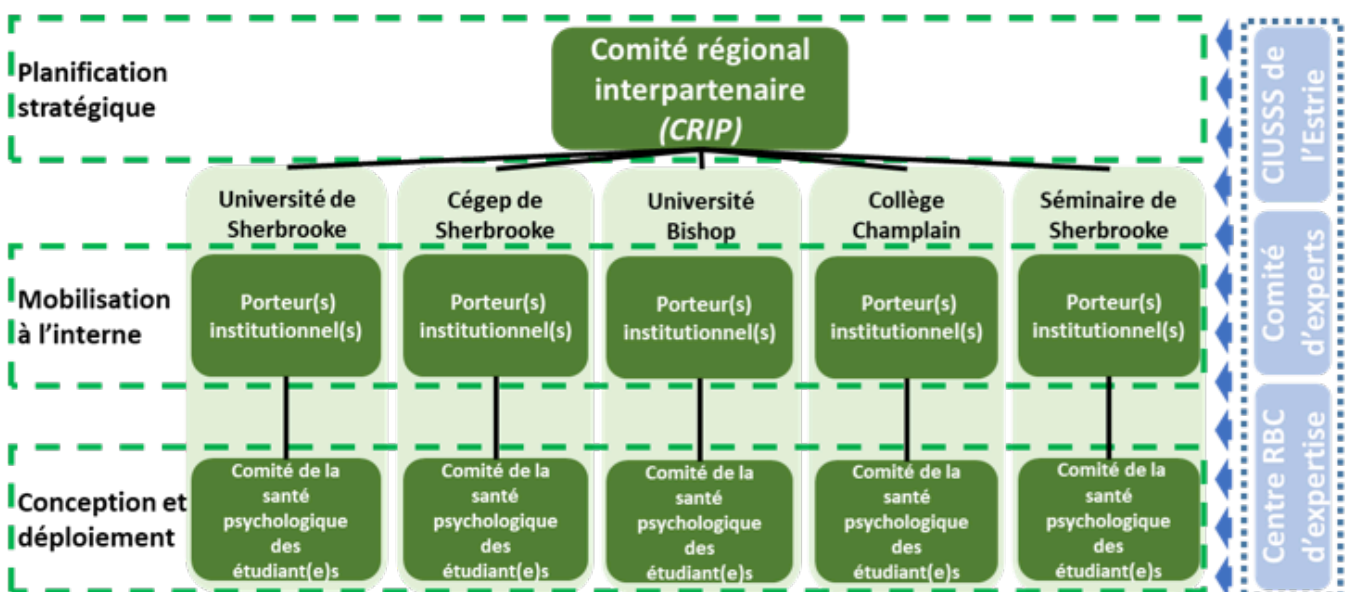 Planification
stratégique
Comité régional
interpartenaire
(CRIP)
Université de
Sherbrooke
Cégep de
Sherbrooke
Université
Bishop
Collège
Champlain
Séminaire de
Sherbrooke
Mobilisation
à l'interne
Porteur(s)
institutionnel(s)
Porteur(s)
institutionnel(s)
Porteur(s)
institutionnel(s)
Porteur(s)
institutionnel(s)
Porteur(s)
institutionnel(s)
Conception et
déploiement
Comité de la
santé
psychologique
des
étudiant(e)s
Comité de la
santé
psychologique
des
étudiant(e)s
Comité de la
santé
psychologique
des
étudiant(e)s
Comité de la
santé
psychologique
des
étudiant(e)s
Comité de la
santé
psychologique
des
étudiant(e)s
CIUSSS de
l'Estrie
Comité
d'experts
Centre RBC
d'expertise